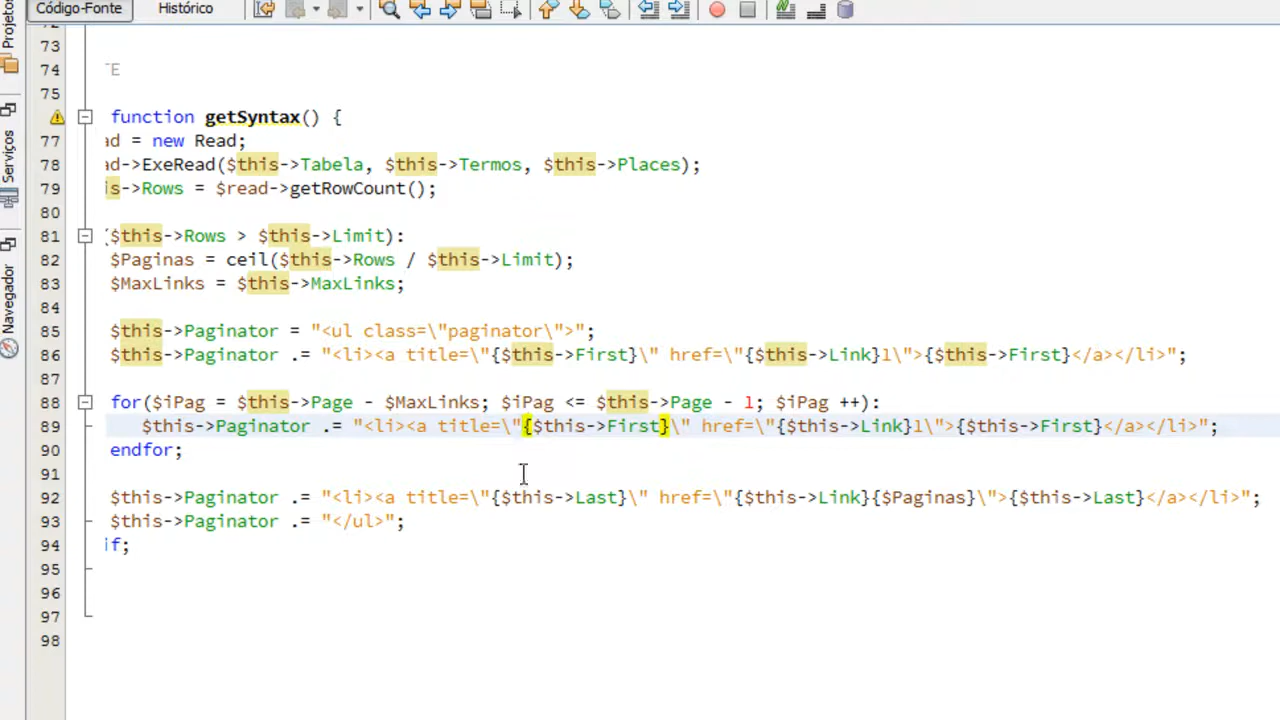 Código-Fonte Histórico
Projetos
Serviços
Navegador
73
74 TE
75
function getSyntax() {
77 ad = new Read;
78 ad->ExeRead($this->Tabela, $this->Termos, $this->Places);
79 is->Rows = $read->getRowCount();
80
81 ($this->Rows > $this->Limit):
82 $Paginas = ceil($this->Rows / $this->Limit);
83 $MaxLinks = $this->MaxLinks;
84
85 $this->Paginator = "<ul class=\"paginator\">";
86 $this->Paginator .= "<li><a title=\"{$this->First}\" href=\"{$this->Link}1\">{$this->First}</a></li>";
87
88 for($iPag = $this->Page - $MaxLinks; $iPag <= $this->Page - 1; $iPag ++):
89 $this->Paginator .= "<li><a title=\"{$this->First}\" href=\"{$this->Link}1\">{$this->First}</a></li>";
90 endfor;
91
92 $this->Paginator .= "<li><a title=\"{$this->Last}\" href=\"{$this->Link}{$Paginas}\">{$this->Last}</a></li>";
93 $this->Paginator .= "</ul>";
94 if;
95
96
97
98